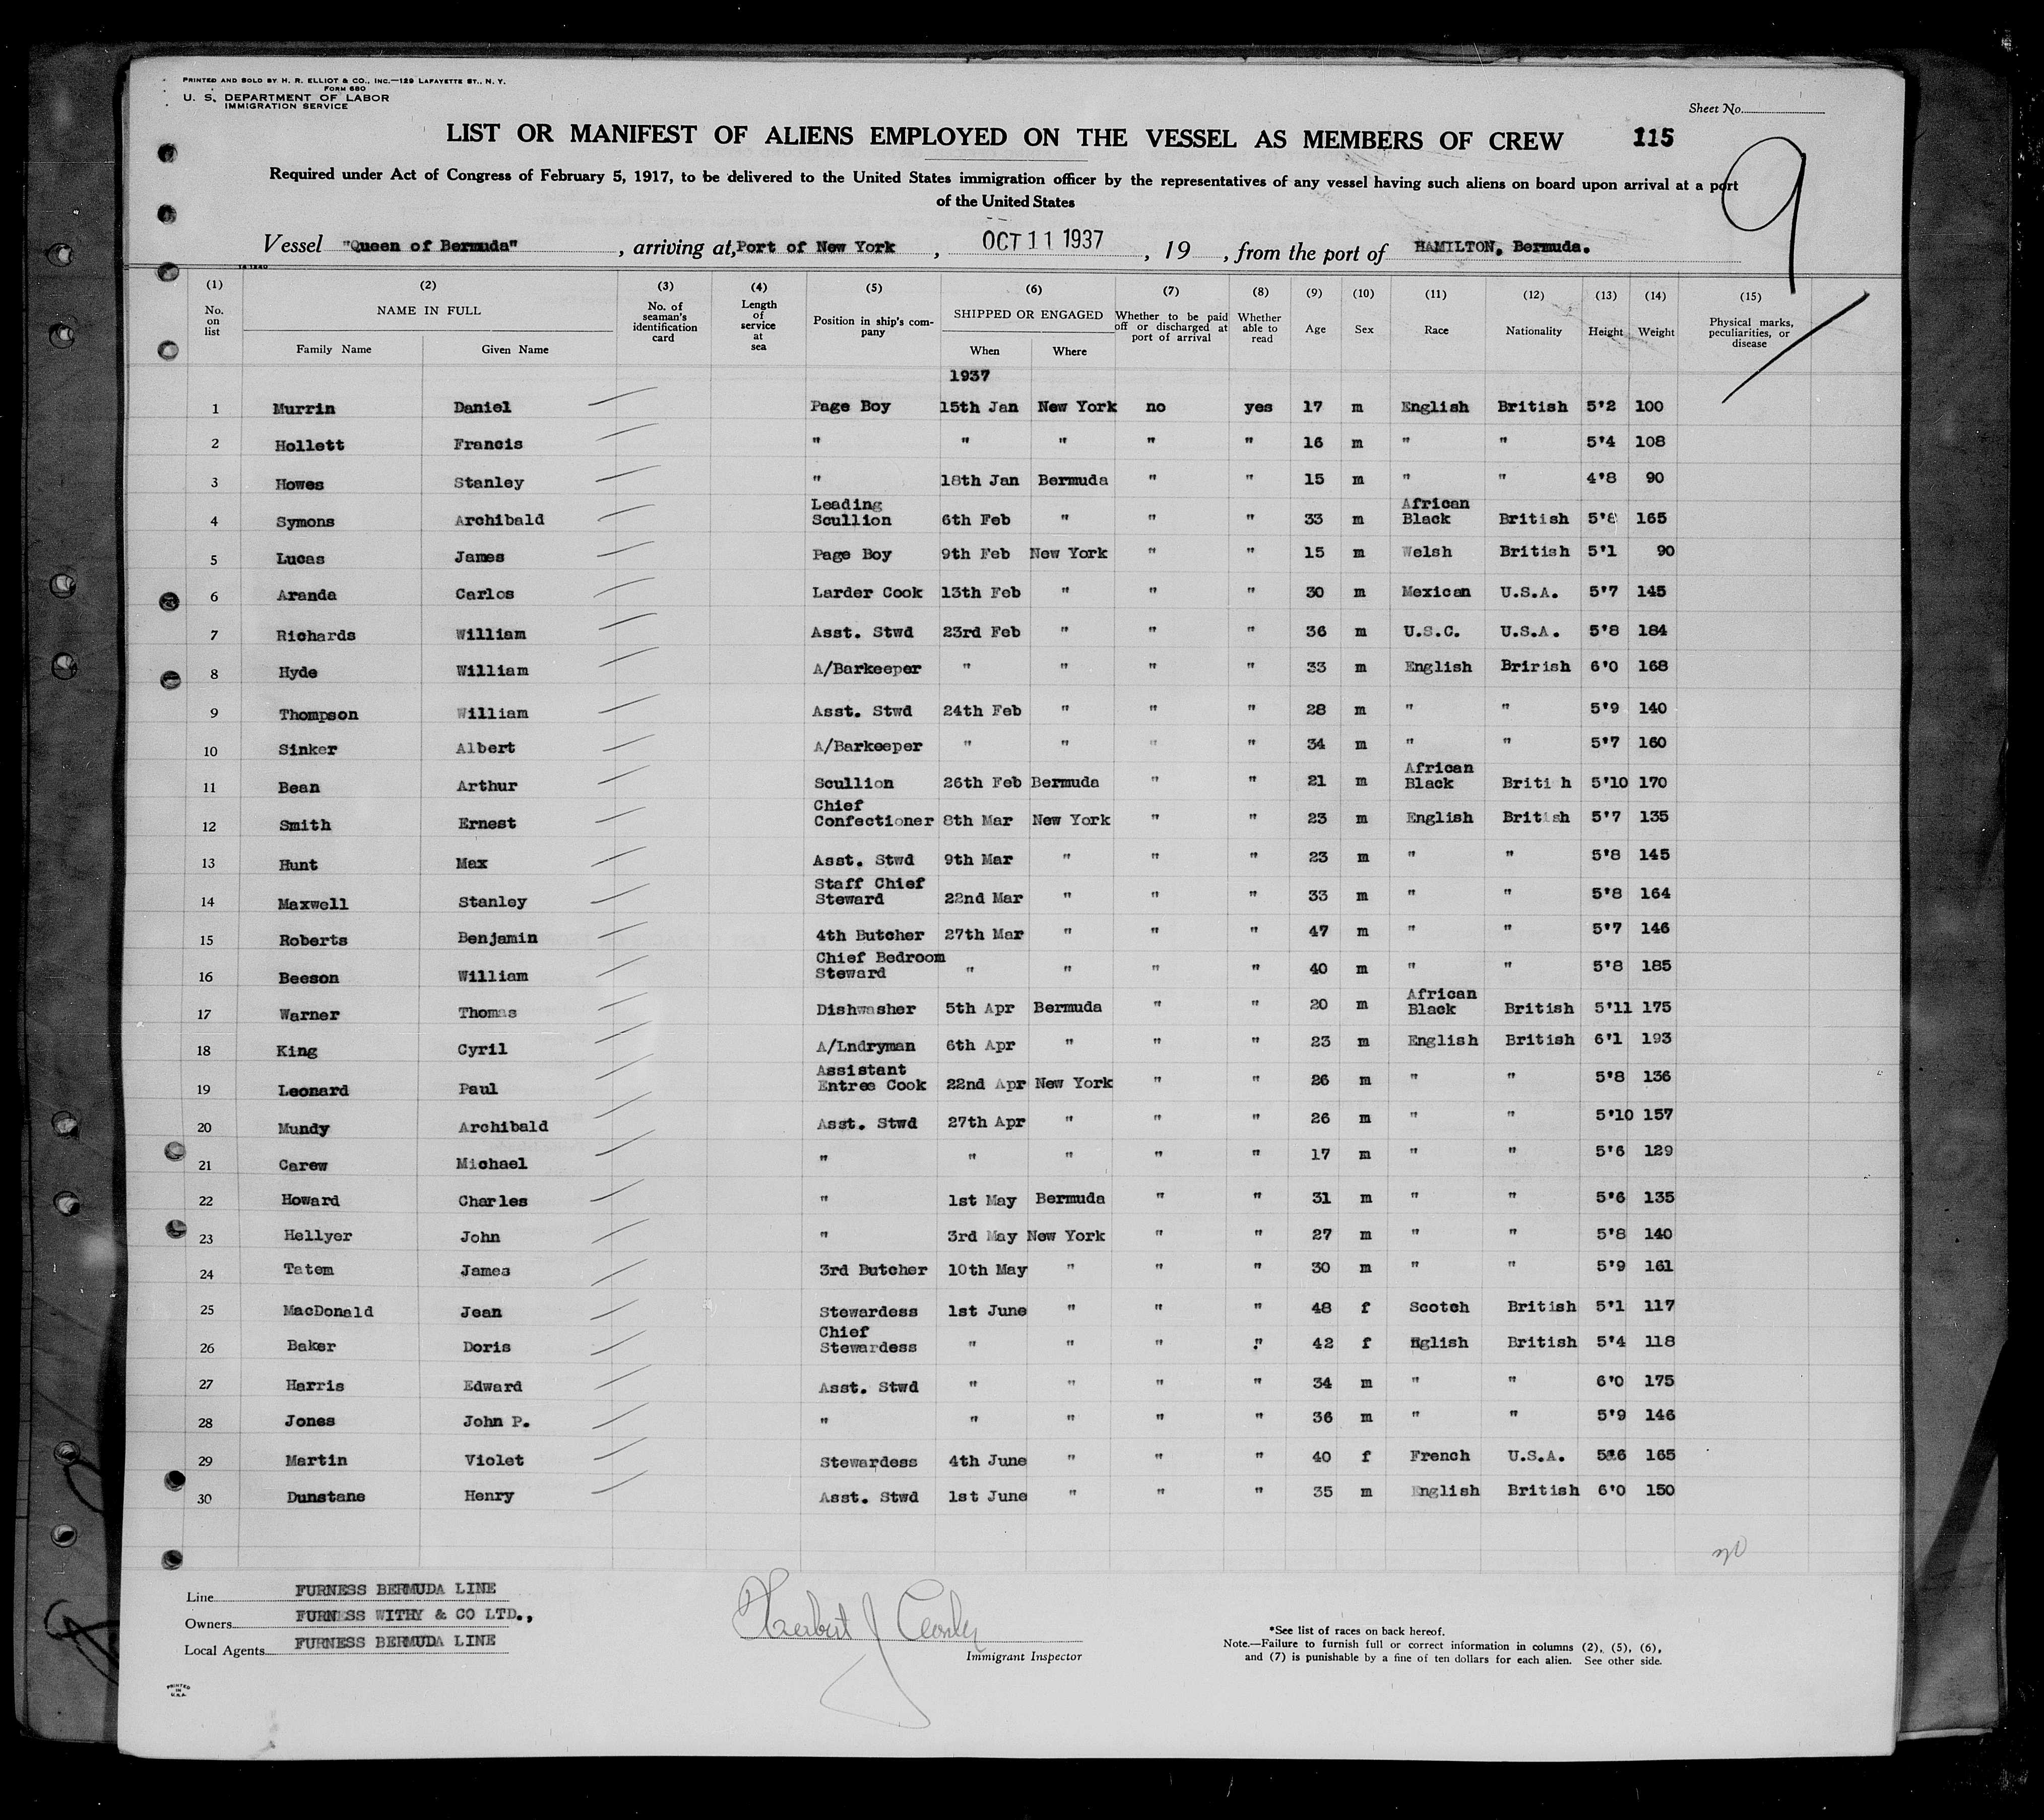 PRINTED AND SOLD BY H. R. ELLIOT & CO., INC.—129 LAFAYETTE ST., N. Y.
FORM 680
U. S. DEPARTMENT OF LABOR
IMMIGRATION SERVICE
Sheet No.
LIST OR MANIFEST OF ALIENS EMPLOYED ON THE VESSEL AS MEMBERS OF CREW 115
9
Required under Act of Congress of February 5, 1917, to be delivered to the United States immigration officer by the representatives of any vessel having such aliens on board upon arrival at a port
of the United States
Vessel "Queen of Bermuda" , arriving at, Port of New York , OCT 11 1937 , 19 , from the port of HAMILTON, Bermuda.
(1) (2) (3) (4) (5) (6) (7) (8) (9) (10) (11) (12) (13) (14) (15)
No. on list NAME IN FULL Family Name Given Name No. of seaman's identification card Length of service at sea Position in ship's company SHIPPED OR ENGAGED When Where Whether to be paid off or discharged at port of arrival Whether able to read Age Sex Race Nationality Height Weight Physical marks, peculiarities, or disease
1937
1 Murrin Daniel Page Boy 15th Jan New York no yes 17 m English British 5'2 100
2 Hollett Francis " " " " " 16 m " " 5'4 108
3 Howes Stanley " 18th Jan Bermuda " " 15 m " " 4'8 90
4 Symons Archibald Leading Scullion 6th Feb " " " 33 m African Black British 5'8 165
5 Lucas James Page Boy 9th Feb New York " " 15 m Welsh British 5'1 90
6 Aranda Carlos Larder Cook 13th Feb " " " 30 m Mexican U.S.A. 5'7 145
7 Richards William Asst. Stwd 23rd Feb " " " 36 m U.S.C. U.S.A. 5'8 184
8 Hyde William A/Barkeeper " " " " 33 m English Brirish 6'0 168
9 Thompson William Asst. Stwd 24th Feb " " " 28 m " " 5'9 140
10 Sinker Albert A/Barkeeper " " " " 34 m " " 5'7 160
11 Bean Arthur Scullion 26th Feb Bermuda " " 21 m African Black Briti h 5'10 170
12 Smith Ernest Chief Confectioner 8th Mar New York " " 23 m English British 5'7 135
13 Hunt Max Asst. Stwd 9th Mar " " " 23 m " " 5'8 145
14 Maxwell Stanley Staff Chief Steward 22nd Mar " " " 33 m " " 5'8 164
15 Roberts Benjamin 4th Butcher 27th Mar " " " 47 m " " 5'7 146
16 Beeson William Chief Bedroom Steward " " " " 40 m " " 5'8 185
17 Warner Thomas Dishwasher 5th Apr Bermuda " " 20 m African Black British 5'11 175
18 King Cyril A/Lndryman 6th Apr " " " 23 m English British 6'1 193
19 Leonard Paul Assistant Entree Cook 22nd Apr New York " " 26 m " " 5'8 136
20 Mundy Archibald Asst. Stwd 27th Apr " " " 26 m " " 5'10 157
21 Carew Michael " " " " " 17 m " " 5'6 129
22 Howard Charles " 1st May Bermuda " " 31 m " " 5'6 135
23 Hellyer John " 3rd May New York " " 27 m " " 5'8 140
24 Tatem James 3rd Butcher 10th May " " " 30 m " " 5'9 161
25 MacDonald Jean Stewardess 1st June " " " 48 f Scotch British 5'1 117
26 Baker Doris Chief Stewardess " " " " 42 f Eglish British 5'4 118
27 Harris Edward Asst. Stwd " " " " 34 m " " 6'0 175
28 Jones John P. " " " " " 36 m " " 5'9 146
29 Martin Violet Stewardess 4th June " " " 40 f French U.S.A. 5'6 165
30 Dunstane Henry Asst. Stwd 1st June " " " 35 m English British 6'0 150
Line FURNESS BERMUDA LINE
Owners FURNESS WITHY & CO LTD.,
Local Agents FURNESS BERMUDA LINE
Herbert J
Immigrant Inspector
*See list of races on back hereof.
Note.—Failure to furnish full or correct information in columns (2), (5), (6),
and (7) is punishable by a fine of ten dollars for each alien. See other side.
PRINTED
IN
U.S.A.